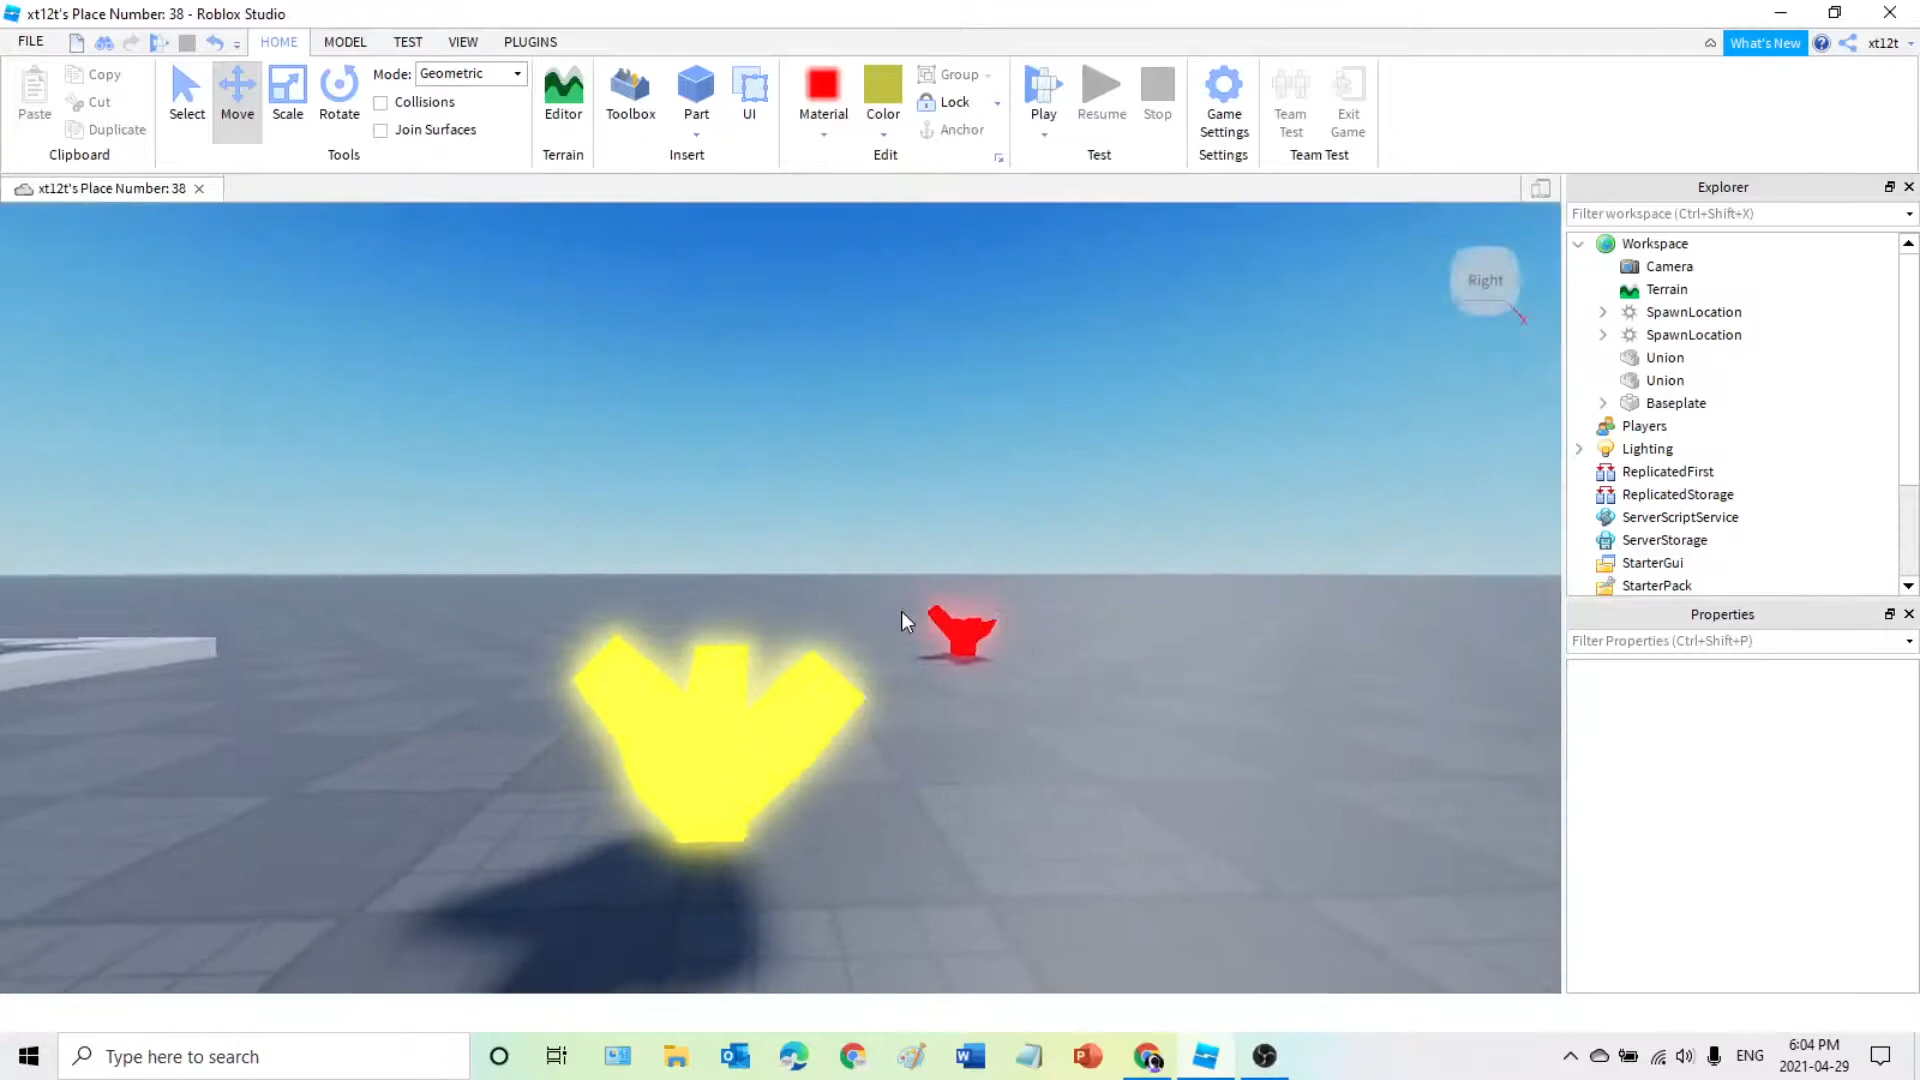 xt12t's Place Number: 38 - Roblox Studio
FILE HOME MODEL TEST VIEW PLUGINS What's New xt12t
Paste Copy Cut Duplicate
Clipboard
Select Move Scale Rotate
Mode: Geometric
Collisions
Join Surfaces
Tools
Editor
Terrain
Toolbox Part UI
Insert
Material Color
Group
Lock
Anchor
Edit
Play Resume Stop
Test
Game Settings
Settings
Team Test
Exit Game
Team Test
xt12t's Place Number: 38
Right
X
Explorer
Filter workspace (Ctrl+Shift+X)
Workspace
Camera
Terrain
SpawnLocation
SpawnLocation
Union
Union
Baseplate
Players
Lighting
ReplicatedFirst
ReplicatedStorage
ServerScriptService
ServerStorage
StarterGui
StarterPack
Properties
Filter Properties (Ctrl+Shift+P)
Type here to search
ENG
6:04 PM
2021-04-29